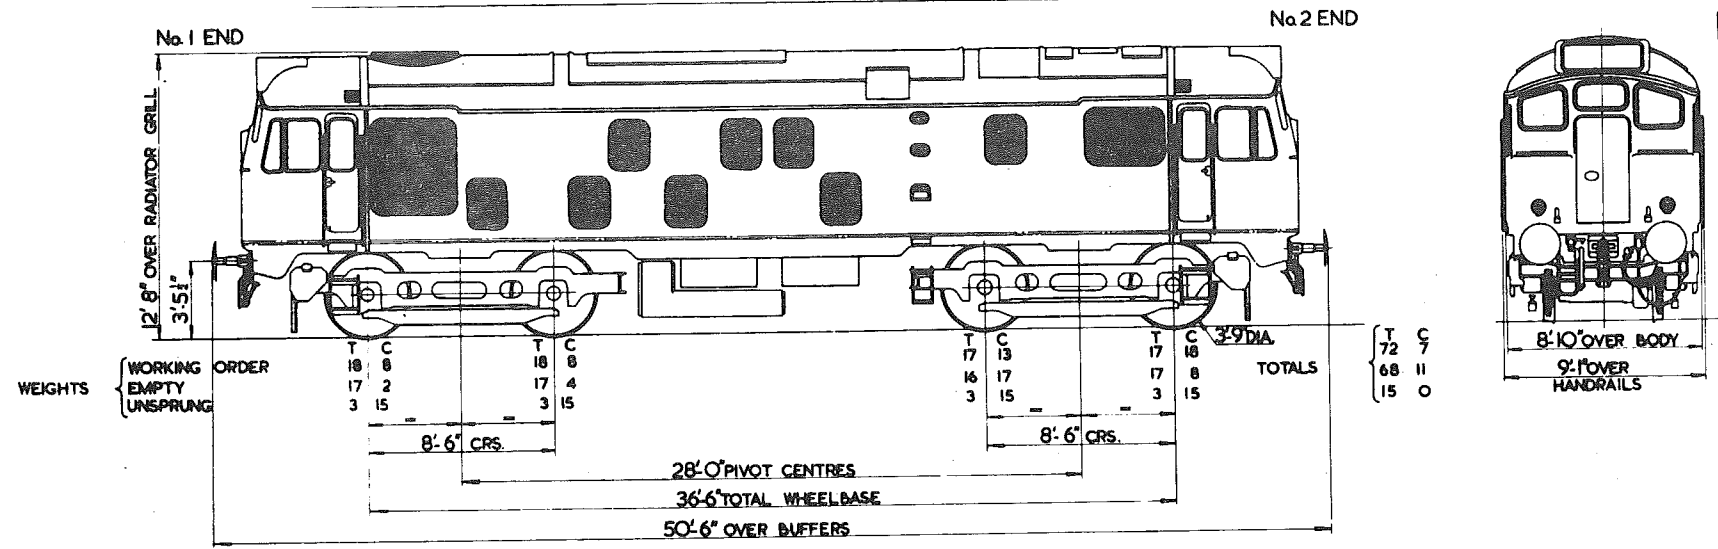 No. 1 END
No. 2 END
12'8" OVER RADIATOR GRILL
3'-5½"
3'-9" DIA.
WEIGHTS
T C T C T C T C T C
WORKING ORDER 18 8 18 8 17 13 17 18 72 7
EMPTY 17 2 17 4 16 17 17 8 68 11
UNSPRUNG 3 15 3 15 3 15 3 15 15 0
TOTALS
8'-10" OVER BODY
9'-1" OVER
HANDRAILS
8'-6" CRS.
8'-6" CRS.
28'-0" PIVOT CENTRES
36'-6" TOTAL WHEELBASE
50'-6" OVER BUFFERS